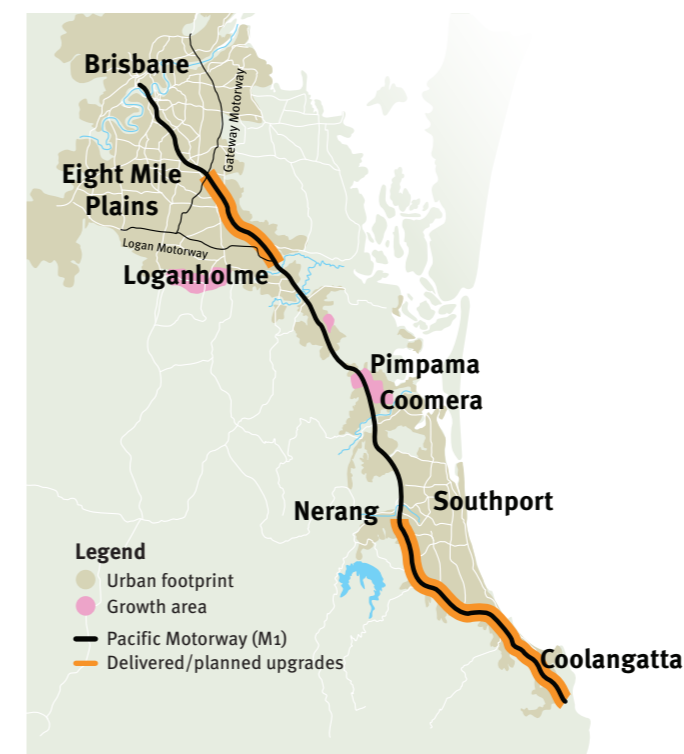 Brisbane
Gateway Motorway
Eight Mile
Plains
Logan Motorway
Loganholme
Pimpama
Coomera
Southport
Nerang
Legend
Urban footprint
Growth area
Pacific Motorway (M1)
Delivered/planned upgrades
Coolangatta